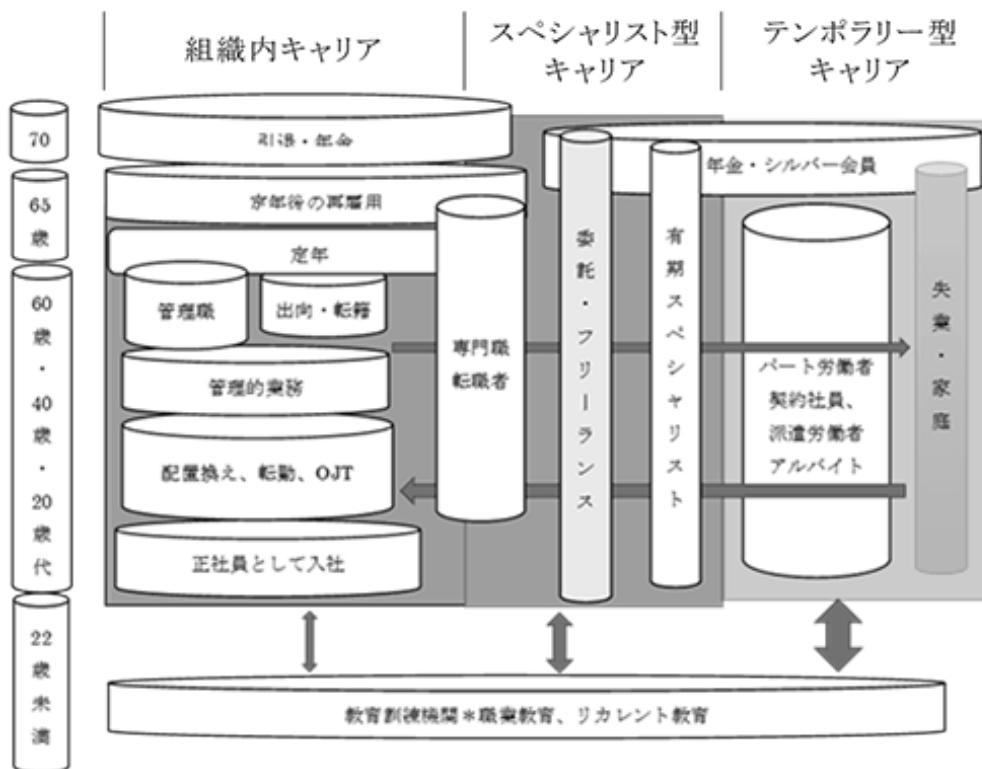 組織内キャリア
スペシャリスト型
キャリア
テンポラリー型
キャリア
70
65
歳
60
歳
・
40
歳
・
20
歳
代
22
歳
未
満
引退・年金
定年後の再雇用
定年
管理職
出向・転籍
管理的業務
配置換え、転勤、OJT
正社員として入社
専門職
転職者
委託・フリーランス
有期スペシャリスト
年金・シルバー会員
パート労働者
契約社員、
派遣労働者
アルバイト
失業・家庭
教育訓練機関＊職業教育、リカレント教育